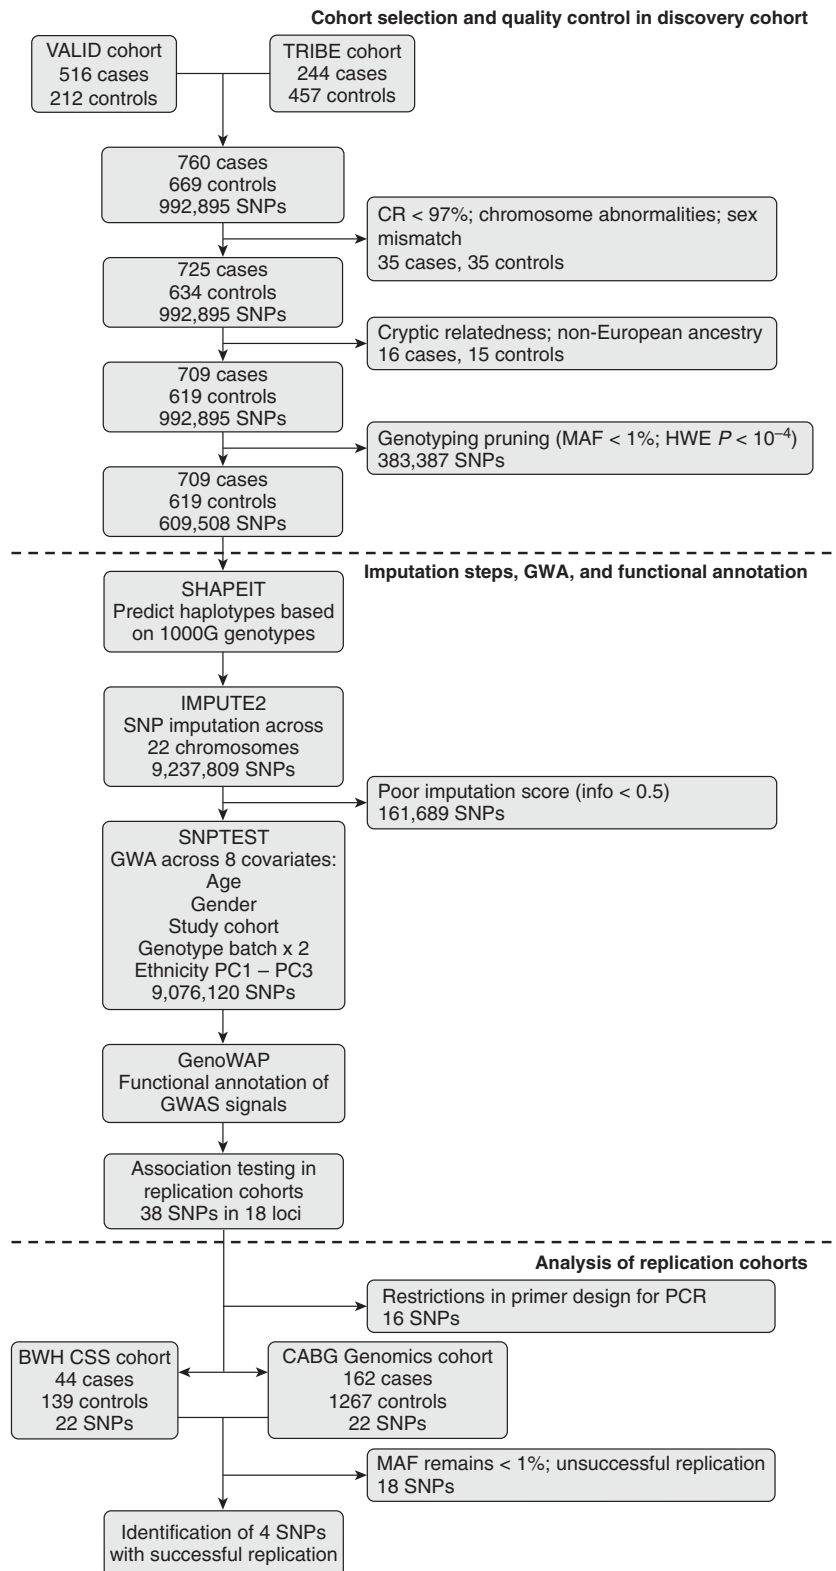 Cohort selection and quality control in discovery cohort
VALID cohort
516 cases
212 controls
TRIBE cohort
244 cases
457 controls
760 cases
669 controls
992,895 SNPs
CR < 97%; chromosome abnormalities; sex
mismatch
35 cases, 35 controls
725 cases
634 controls
992,895 SNPs
Cryptic relatedness; non-European ancestry
16 cases, 15 controls
709 cases
619 controls
992,895 SNPs
Genotyping pruning (MAF < 1%; HWE P < 10⁻⁴)
383,387 SNPs
709 cases
619 controls
609,508 SNPs
Imputation steps, GWA, and functional annotation
SHAPEIT
Predict haplotypes based
on 1000G genotypes
IMPUTE2
SNP imputation across
22 chromosomes
9,237,809 SNPs
Poor imputation score (info < 0.5)
161,689 SNPs
SNPTEST
GWA across 8 covariates:
Age
Gender
Study cohort
Genotype batch x 2
Ethnicity PC1 – PC3
9,076,120 SNPs
GenoWAP
Functional annotation of
GWAS signals
Association testing in
replication cohorts
38 SNPs in 18 loci
Analysis of replication cohorts
Restrictions in primer design for PCR
16 SNPs
BWH CSS cohort
44 cases
139 controls
22 SNPs
CABG Genomics cohort
162 cases
1267 controls
22 SNPs
MAF remains < 1%; unsuccessful replication
18 SNPs
Identification of 4 SNPs
with successful replication